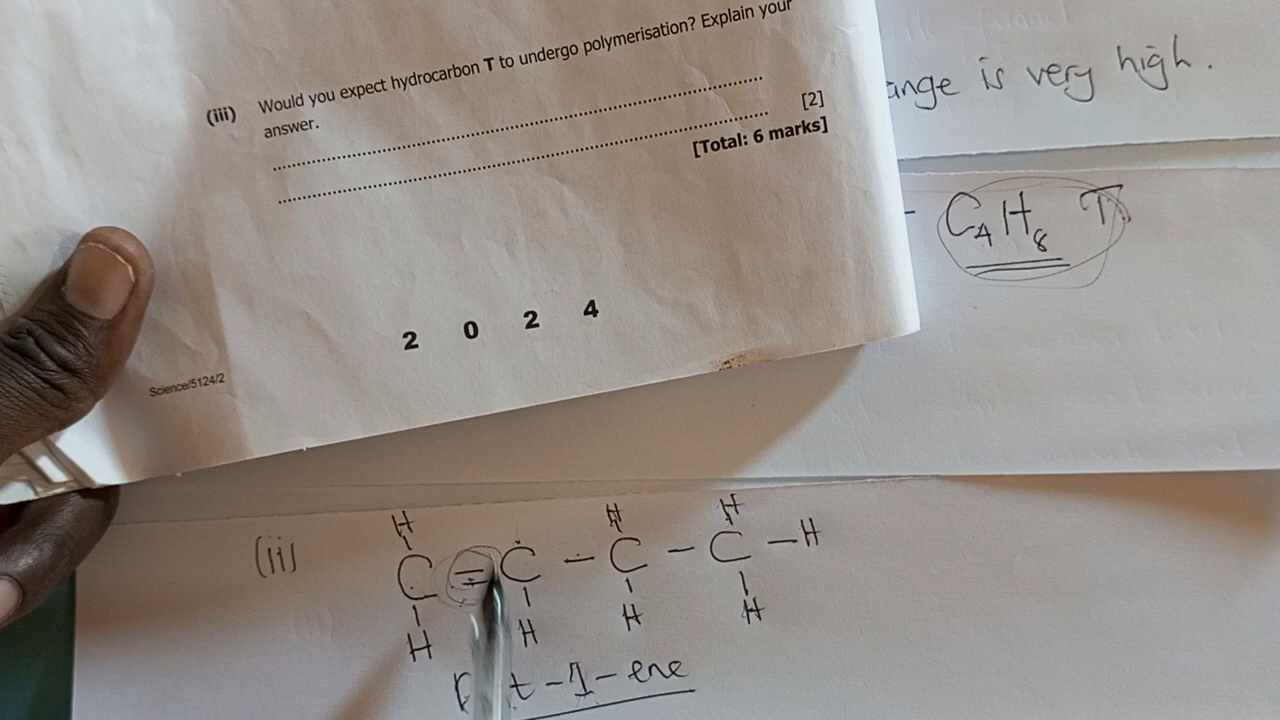 (iii) Would you expect hydrocarbon T to undergo polymerisation? Explain your
answer.
[2]
[Total: 6 marks]
2 0 2 4
Science/5124/2
ange is very high.
- C4H8 T
(ii)
H H H
C = C - C - C - H
H H H H
t-1-ene